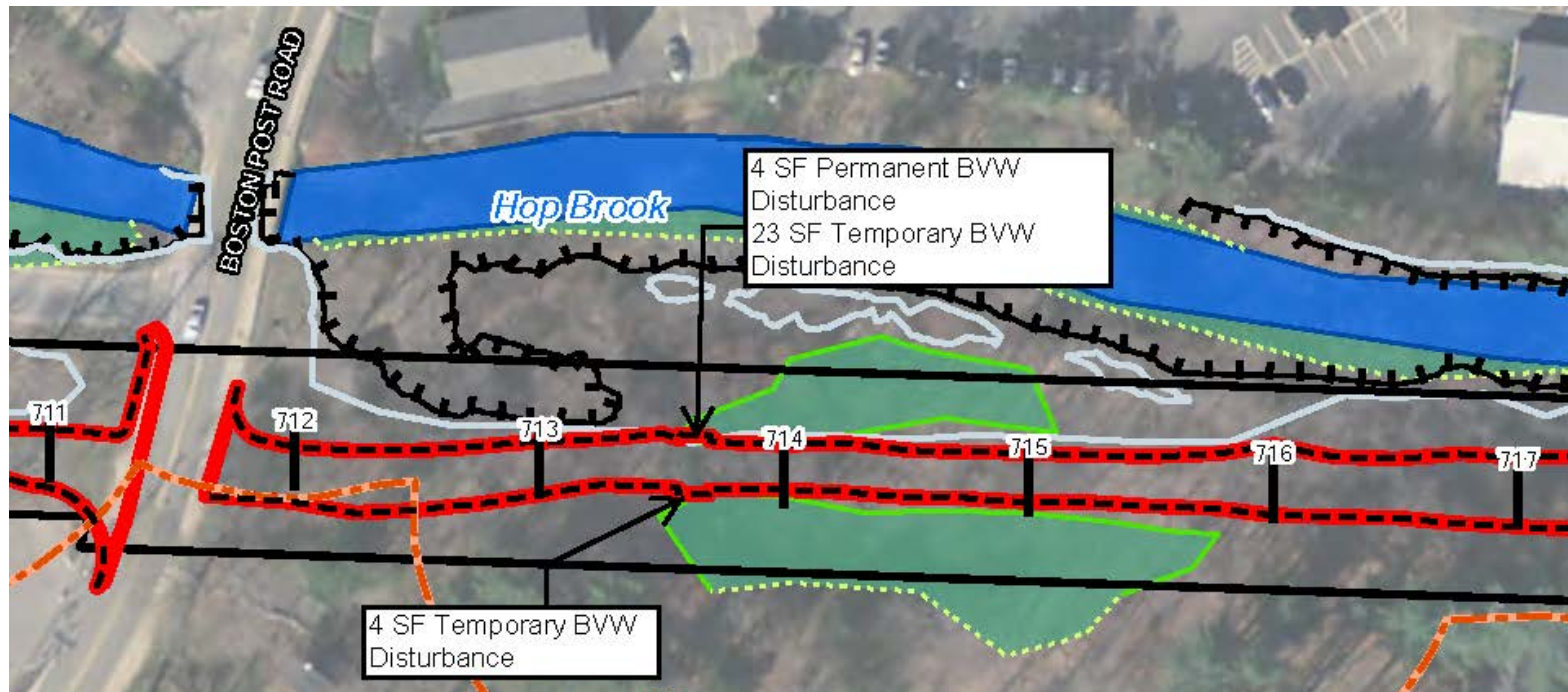 BOSTON POST ROAD
Hop Brook
4 SF Permanent BVW
Disturbance
23 SF Temporary BVW
Disturbance
711
712
713
714
715
716
717
4 SF Temporary BVW
Disturbance